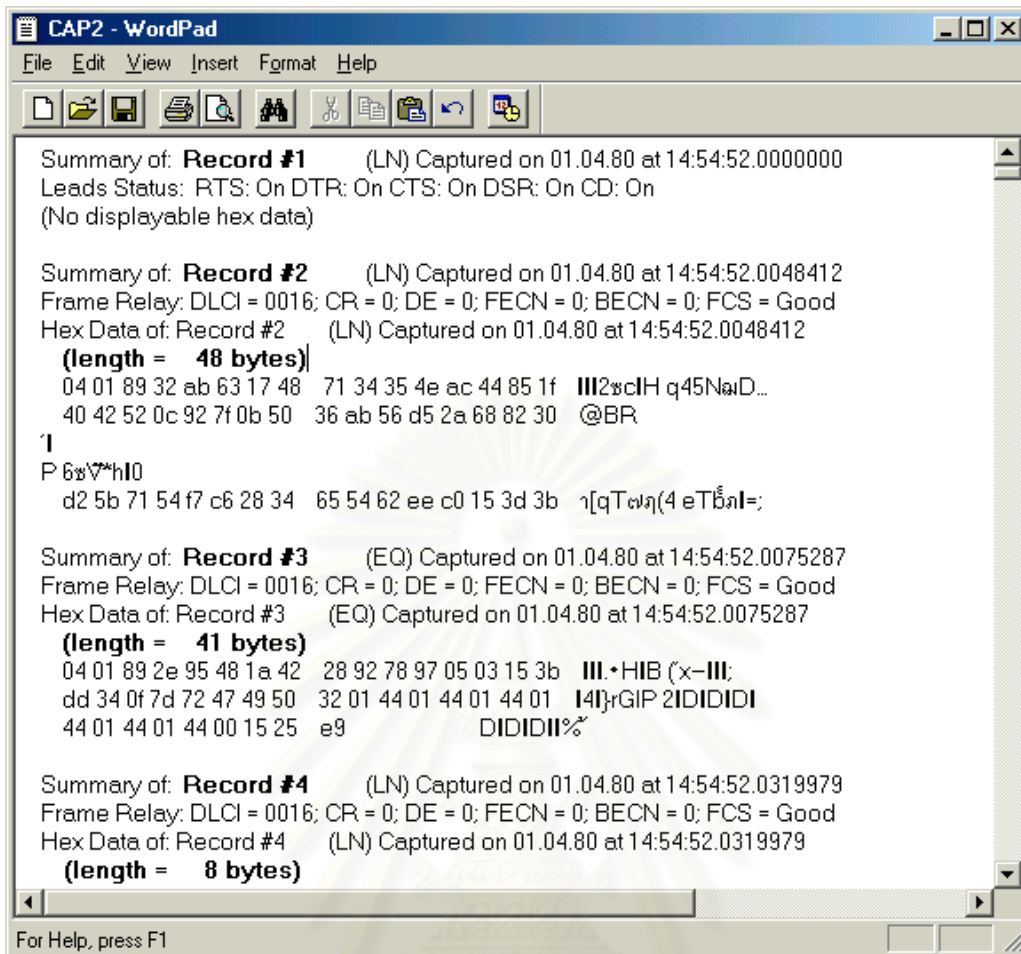 CAP2 - WordPad
File Edit View Insert Format Help
Summary of: Record #1 (LN) Captured on 01.04.80 at 14:54:52.0000000
Leads Status: RTS: On DTR: On CTS: On DSR: On CD: On
(No displayable hex data)
Summary of: Record #2 (LN) Captured on 01.04.80 at 14:54:52.0048412
Frame Relay: DLCI = 0016; CR = 0; DE = 0; FECN = 0; BECN = 0; FCS = Good
Hex Data of: Record #2 (LN) Captured on 01.04.80 at 14:54:52.0048412
(length = 48 bytes)
04 01 89 32 ab 63 17 48 71 34 35 4e ac 44 85 1f q45NฌD…
40 42 52 0c 92 7f 0b 50 36 ab 56 d5 2a 68 82 30 @BR
d2 5b 71 54 f7 c6 28 34 65 54 62 ee c0 15 3d 3b
Summary of: Record #3 (EQ) Captured on 01.04.80 at 14:54:52.0075287
Frame Relay: DLCI = 0016; CR = 0; DE = 0; FECN = 0; BECN = 0; FCS = Good
Hex Data of: Record #3 (EQ) Captured on 01.04.80 at 14:54:52.0075287
(length = 41 bytes)
04 01 89 2e 95 48 1a 42 28 92 78 97 05 03 15 3b
dd 34 0f 7d 72 47 49 50 32 01 44 01 44 01 44 01
44 01 44 01 44 00 15 25 e9
Summary of: Record #4 (LN) Captured on 01.04.80 at 14:54:52.0319979
Frame Relay: DLCI = 0016; CR = 0; DE = 0; FECN = 0; BECN = 0; FCS = Good
Hex Data of: Record #4 (LN) Captured on 01.04.80 at 14:54:52.0319979
(length = 8 bytes)
For Help, press F1